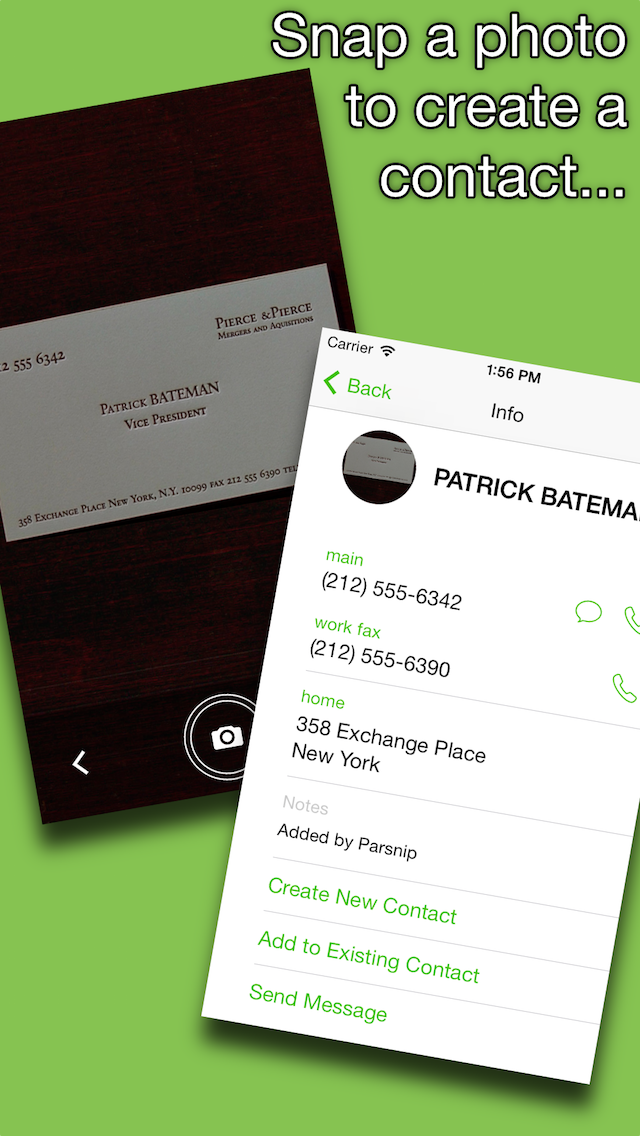 Snap a photo
to create a
contact...
12 555 6342
PIERCE & PIERCE
MERGERS AND AQUISITIONS
PATRICK BATEMAN
VICE PRESIDENT
358 EXCHANGE PLACE NEW YORK, N.Y. 10099 FAX 212 555 6390 TEL
Carrier
1:56 PM
Back
Info
PATRICK BATEMA
main
(212) 555-6342
work fax
(212) 555-6390
home
358 Exchange Place
New York
Notes
Added by Parsnip
Create New Contact
Add to Existing Contact
Send Message